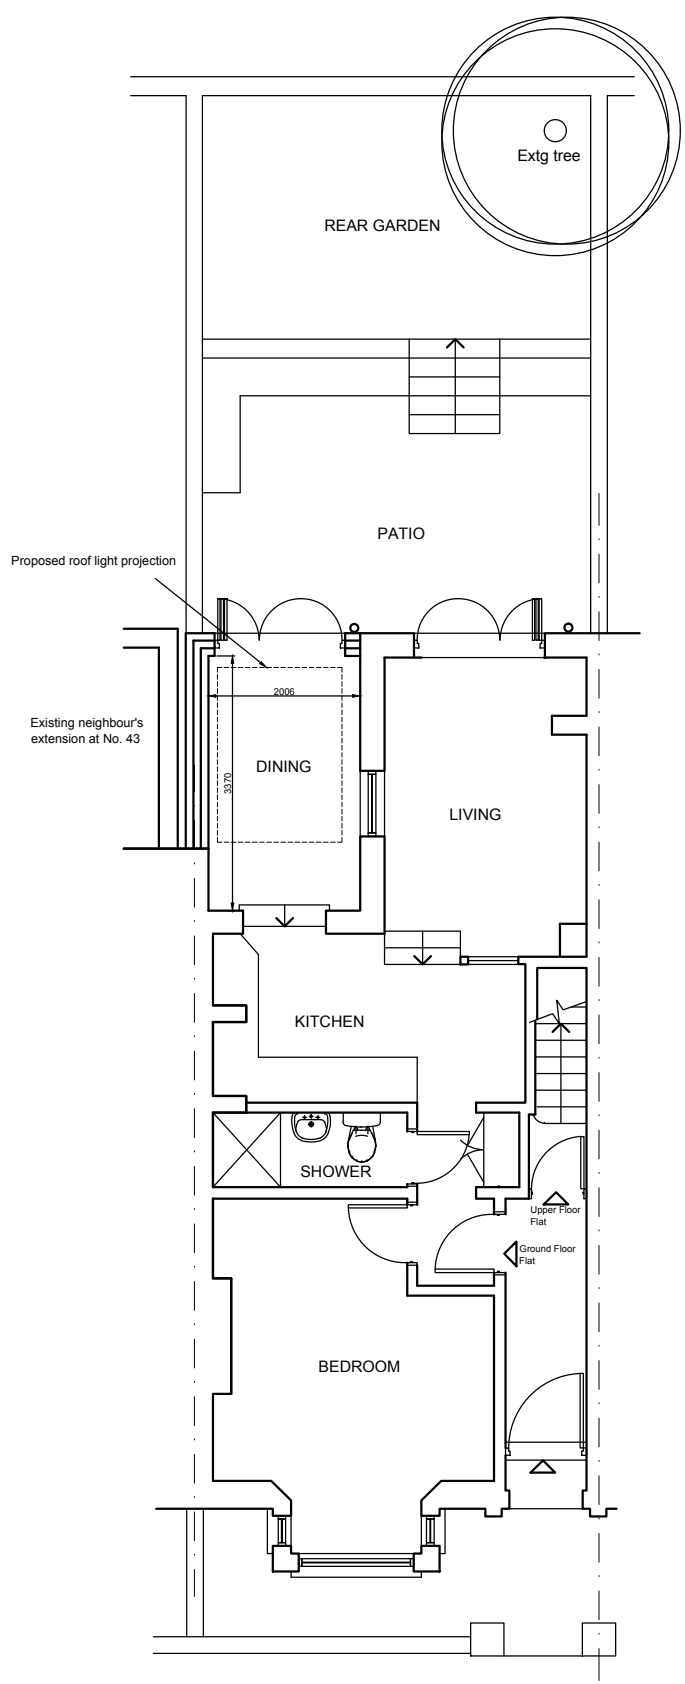 Extg tree
REAR GARDEN
PATIO
Proposed roof light projection
2006
Existing neighbour's
extension at No. 43
DINING
3370
LIVING
KITCHEN
SHOWER
Upper Floor
Flat
Ground Floor
Flat
BEDROOM